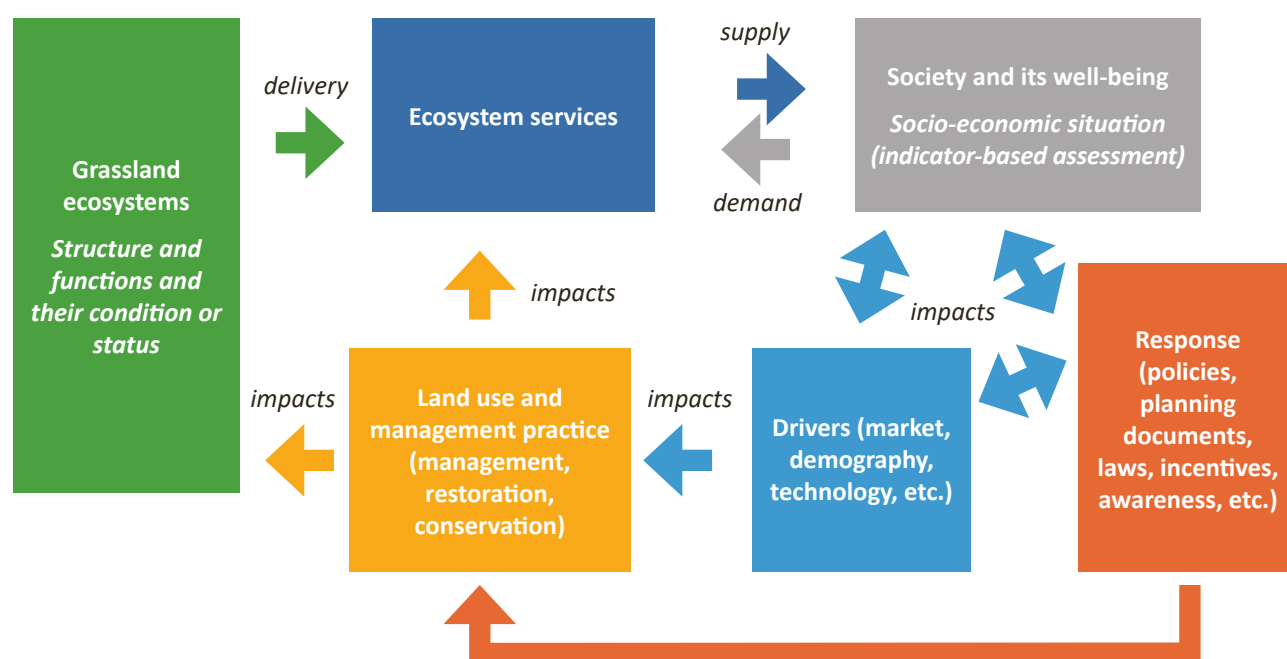 Grassland
ecosystems
Structure and
functions and
their condition or
status
delivery
Ecosystem services
supply
demand
Society and its well-being
Socio-economic situation
(indicator-based assessment)
impacts
impacts
Land use and
management practice
(management,
restoration,
conservation)
impacts
Drivers (market,
demography,
technology, etc.)
impacts
Response
(policies,
planning
documents,
laws, incentives,
awareness, etc.)